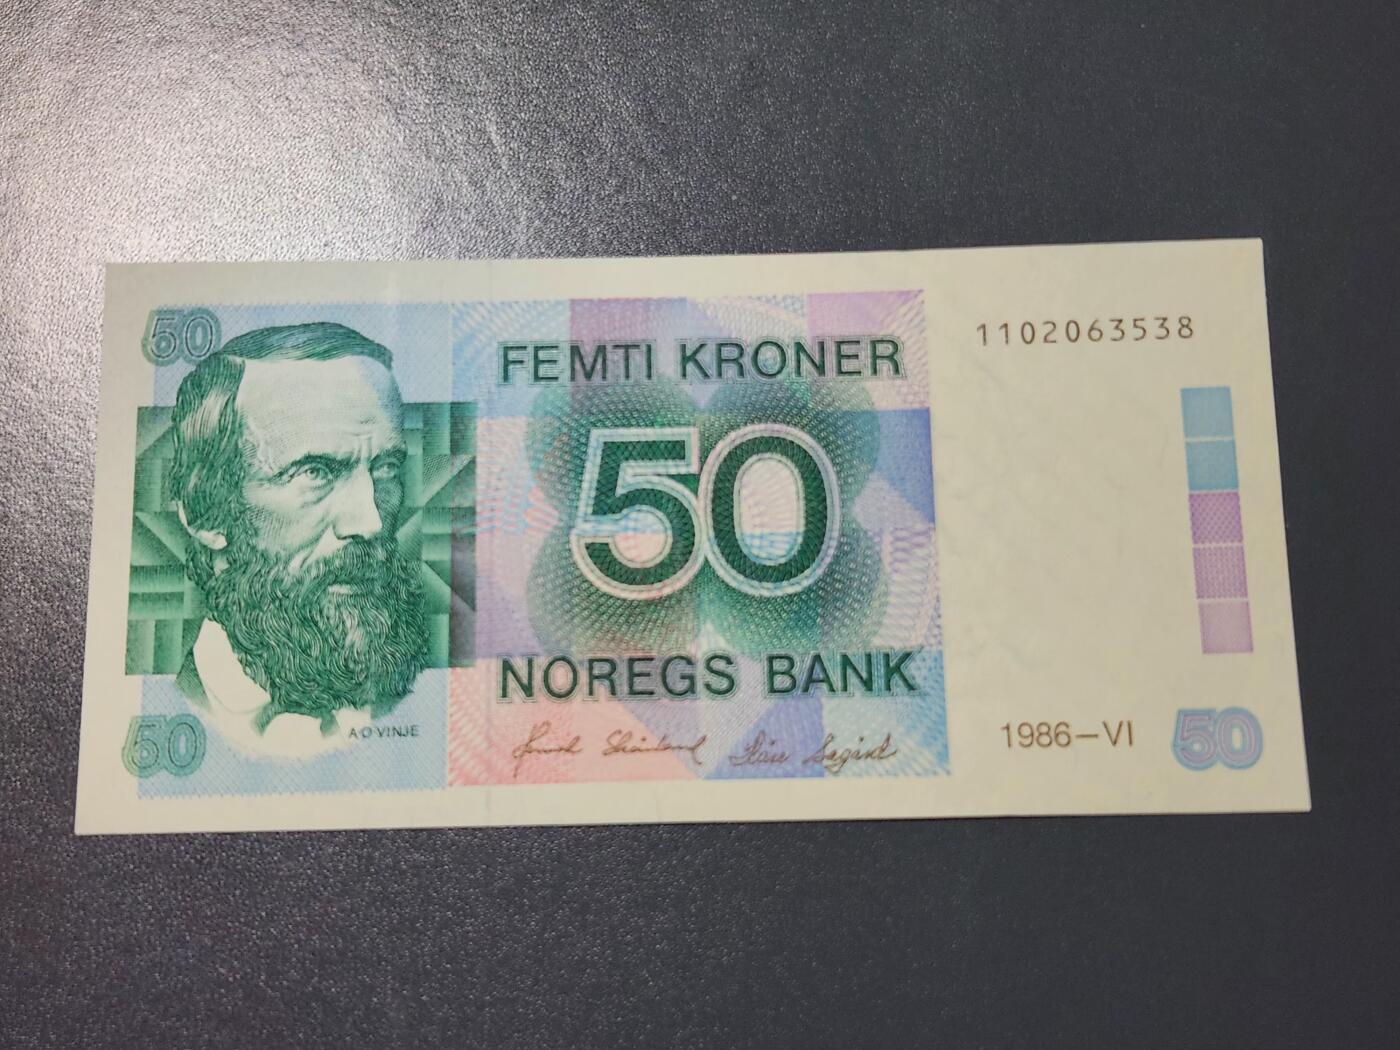 50
FEMTI KRONER
1102063538
50
NOREGS BANK
A O VINJE
50
1986–VI
50